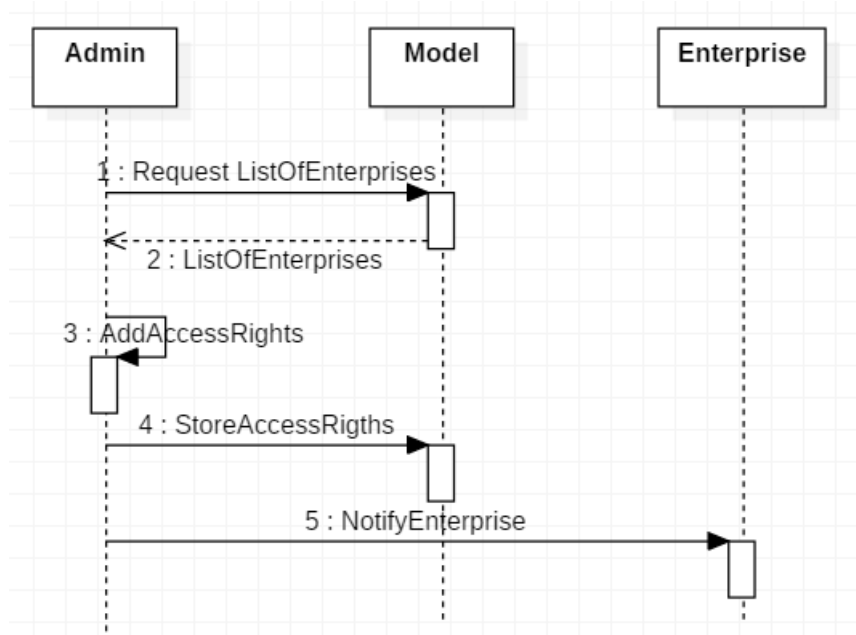 Admin
Model
Enterprise
1 : Request ListOfEnterprises
2 : ListOfEnterprises
3 : AddAccessRights
4 : StoreAccessRigths
5 : NotifyEnterprise